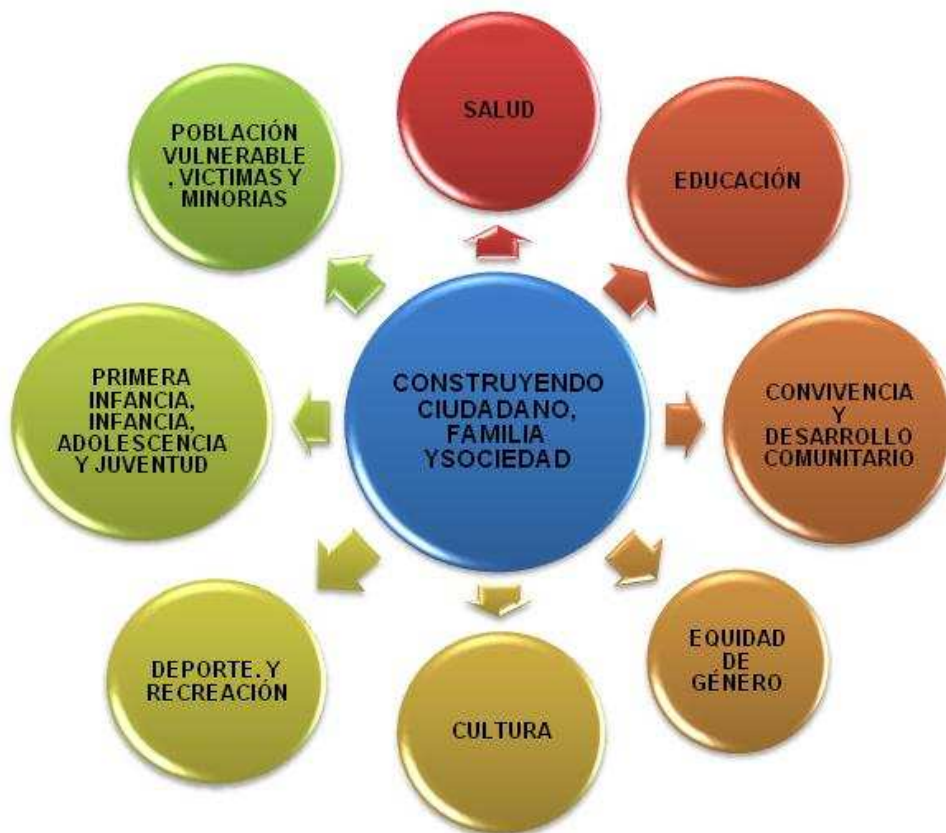 SALUD
EDUCACIÓN
CONVIVENCIA
Y
DESARROLLO
COMUNITARIO
EQUIDAD
DE
GÉNERO
CULTURA
DEPORTE. Y
RECREACIÓN
PRIMERA
INFANCIA,
INFANCIA,
ADOLESCENCIA
Y JUVENTUD
POBLACIÓN
VULNERABLE
, VICTIMAS Y
MINORIAS
CONSTRUYENDO
CIUDADANO,
FAMILIA
YSOCIEDAD